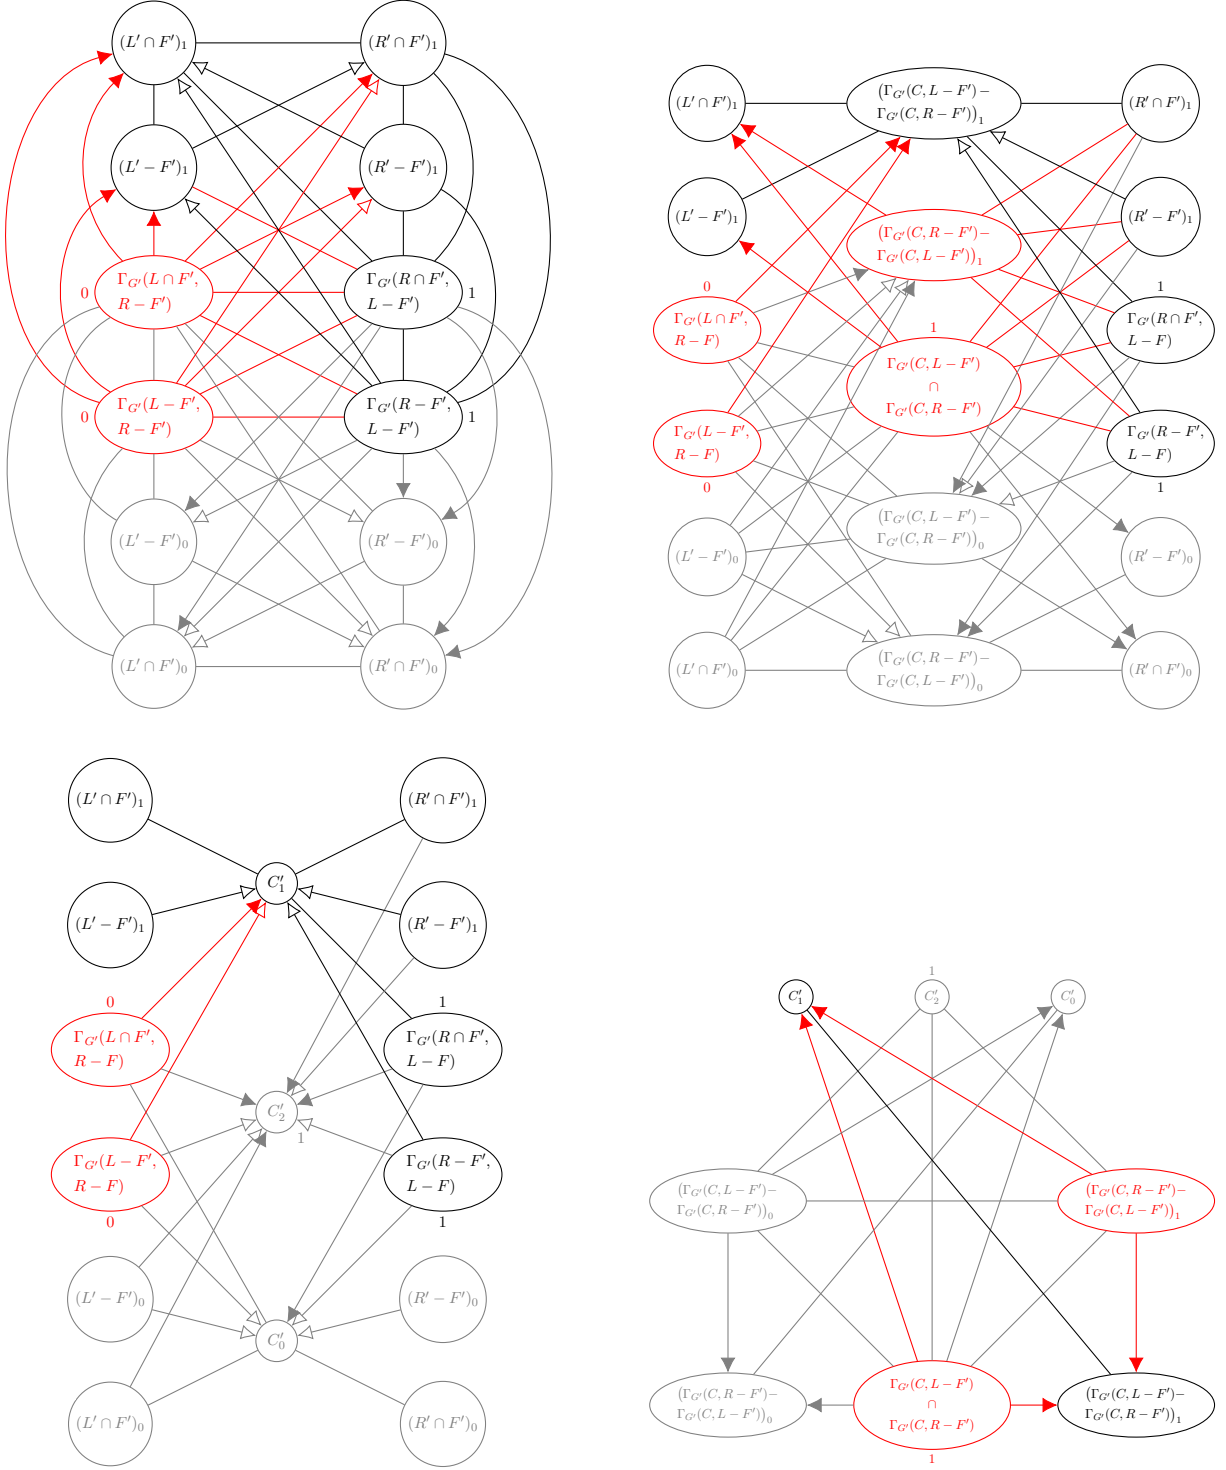 (L′ ∩ F′)₁
(R′ ∩ F′)₁
(L′ − F′)₁
(R′ − F′)₁
0
Γ_{G′}(L ∩ F′,
R − F′)
Γ_{G′}(R ∩ F′,
L − F′)
1
0
Γ_{G′}(L − F′,
R − F′)
Γ_{G′}(R − F′,
L − F′)
1
(L′ − F′)₀
(R′ − F′)₀
(L′ ∩ F′)₀
(R′ ∩ F′)₀
(L′ ∩ F′)₁
(Γ_{G′}(C, L − F′)−
Γ_{G′}(C, R − F′))₁
(R′ ∩ F′)₁
(L′ − F′)₁
(R′ − F′)₁
(Γ_{G′}(C, R − F′)−
Γ_{G′}(C, L − F′))₁
0
Γ_{G′}(L ∩ F′,
R − F)
1
Γ_{G′}(R ∩ F′,
L − F)
1
Γ_{G′}(C, L − F′)
∩
Γ_{G′}(C, R − F′)
Γ_{G′}(L − F′,
R − F)
0
Γ_{G′}(R − F′,
L − F)
1
(Γ_{G′}(C, L − F′)−
Γ_{G′}(C, R − F′))₀
(L′ − F′)₀
(R′ − F′)₀
(L′ ∩ F′)₀
(Γ_{G′}(C, R − F′)−
Γ_{G′}(C, L − F′))₀
(R′ ∩ F′)₀
(L′ ∩ F′)₁
(R′ ∩ F′)₁
C′₁
(L′ − F′)₁
(R′ − F′)₁
0
Γ_{G′}(L ∩ F′,
R − F)
1
Γ_{G′}(R ∩ F′,
L − F)
C′₂
1
Γ_{G′}(L − F′,
R − F)
0
Γ_{G′}(R − F′,
L − F)
1
(L′ − F′)₀
(R′ − F′)₀
C′₀
(L′ ∩ F′)₀
(R′ ∩ F′)₀
C′₁
1
C′₂
C′₀
(Γ_{G′}(C, L − F′)−
Γ_{G′}(C, R − F′))₀
(Γ_{G′}(C, R − F′)−
Γ_{G′}(C, L − F′))₁
(Γ_{G′}(C, R − F′)−
Γ_{G′}(C, L − F′))₀
Γ_{G′}(C, L − F′)
∩
Γ_{G′}(C, R − F′)
1
(Γ_{G′}(C, L − F′)−
Γ_{G′}(C, R − F′))₁